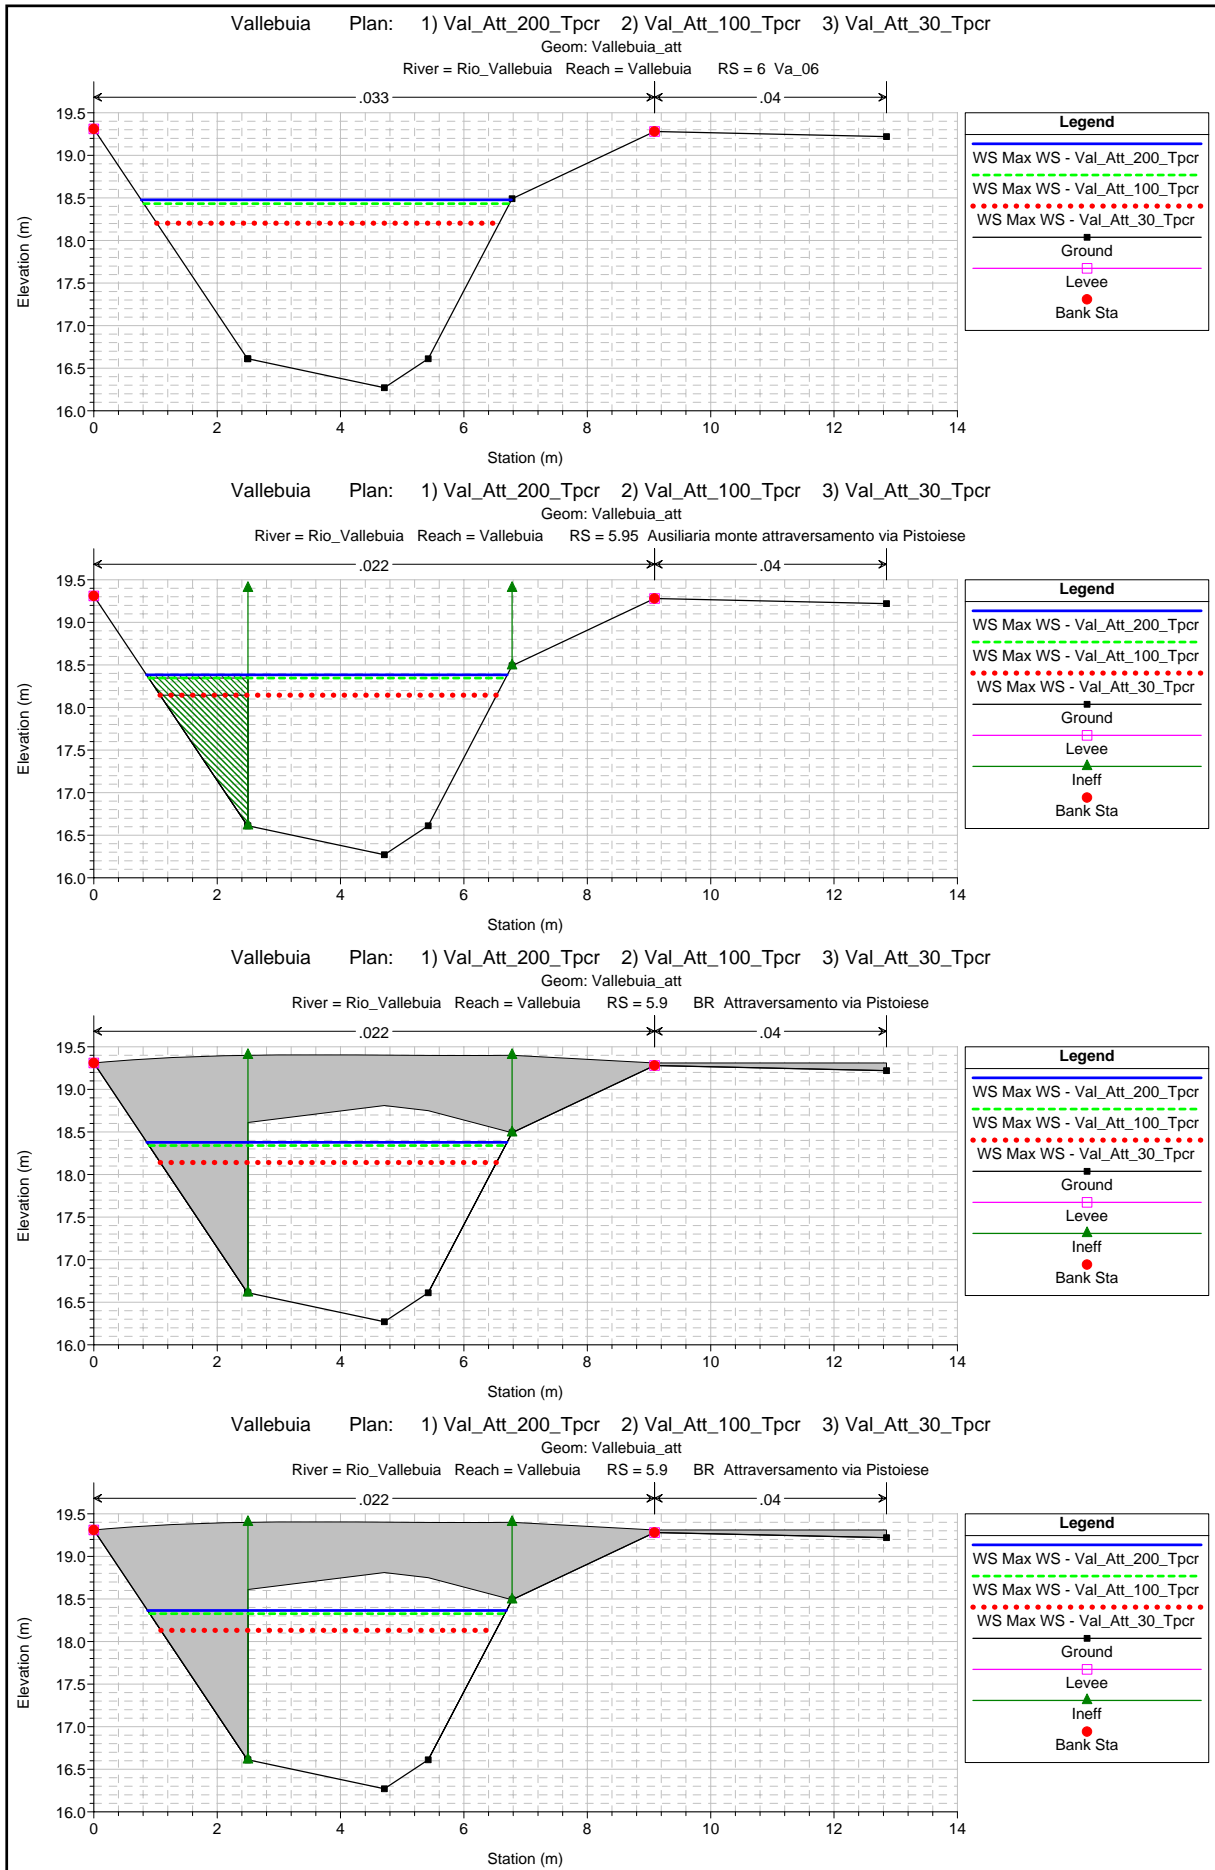 Vallebuia Plan: 1) Val_Att_200_Tpcr 2) Val_Att_100_Tpcr 3) Val_Att_30_Tpcr
Geom: Vallebuia_att
River = Rio_Vallebuia Reach = Vallebuia RS = 6 Va_06
.033 .04
Elevation (m)
19.5
19.0
18.5
18.0
17.5
17.0
16.5
16.0
0 2 4 6 8 10 12 14
Station (m)
Legend
WS Max WS - Val_Att_200_Tpcr
WS Max WS - Val_Att_100_Tpcr
WS Max WS - Val_Att_30_Tpcr
Ground
Levee
Bank Sta
Vallebuia Plan: 1) Val_Att_200_Tpcr 2) Val_Att_100_Tpcr 3) Val_Att_30_Tpcr
Geom: Vallebuia_att
River = Rio_Vallebuia Reach = Vallebuia RS = 5.95 Ausiliaria monte attraversamento via Pistoiese
.022 .04
Elevation (m)
19.5
19.0
18.5
18.0
17.5
17.0
16.5
16.0
0 2 4 6 8 10 12 14
Station (m)
Legend
WS Max WS - Val_Att_200_Tpcr
WS Max WS - Val_Att_100_Tpcr
WS Max WS - Val_Att_30_Tpcr
Ground
Levee
Ineff
Bank Sta
Vallebuia Plan: 1) Val_Att_200_Tpcr 2) Val_Att_100_Tpcr 3) Val_Att_30_Tpcr
Geom: Vallebuia_att
River = Rio_Vallebuia Reach = Vallebuia RS = 5.9 BR Attraversamento via Pistoiese
.022 .04
Elevation (m)
19.5
19.0
18.5
18.0
17.5
17.0
16.5
16.0
0 2 4 6 8 10 12 14
Station (m)
Legend
WS Max WS - Val_Att_200_Tpcr
WS Max WS - Val_Att_100_Tpcr
WS Max WS - Val_Att_30_Tpcr
Ground
Levee
Ineff
Bank Sta
Vallebuia Plan: 1) Val_Att_200_Tpcr 2) Val_Att_100_Tpcr 3) Val_Att_30_Tpcr
Geom: Vallebuia_att
River = Rio_Vallebuia Reach = Vallebuia RS = 5.9 BR Attraversamento via Pistoiese
.022 .04
Elevation (m)
19.5
19.0
18.5
18.0
17.5
17.0
16.5
16.0
0 2 4 6 8 10 12 14
Station (m)
Legend
WS Max WS - Val_Att_200_Tpcr
WS Max WS - Val_Att_100_Tpcr
WS Max WS - Val_Att_30_Tpcr
Ground
Levee
Ineff
Bank Sta